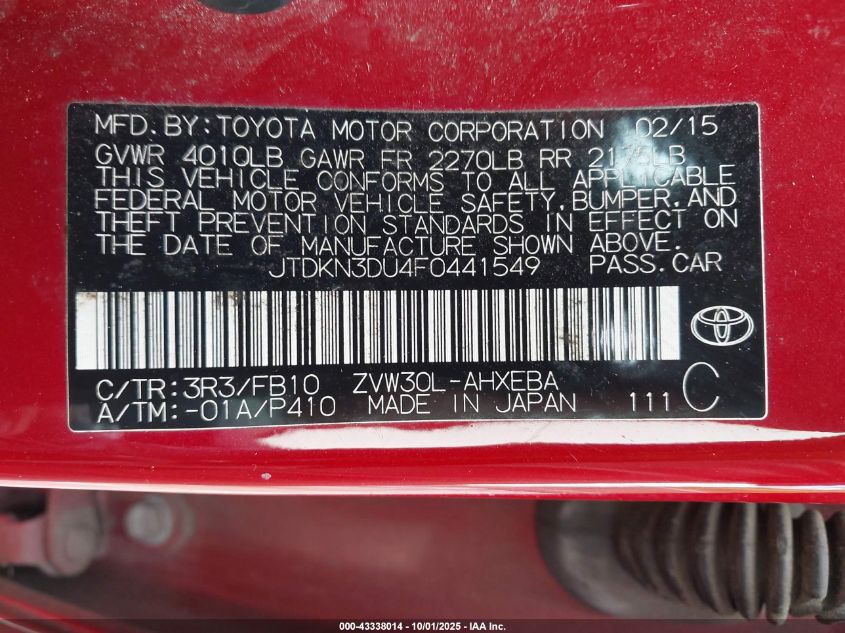 MFD.BY:TOYOTA MOTOR CORPORATION 02/15
GVWR 4010LB GAWR FR 2270LB RR 2175LB
THIS VEHICLE CONFORMS TO ALL APPLICABLE
FEDERAL MOTOR VEHICLE SAFETY,BUMPER,AND
THEFT PREVENTION STANDARDS IN EFFECT ON
THE DATE OF MANUFACTURE SHOWN ABOVE.
JTDKN3DU4F0441549 PASS.CAR
C/TR:3R3/FB10 ZVW30L-AHXEBA
A/TM:-01A/P410 MADE IN JAPAN 111 C
000-43338014 - 10/01/2025 - IAA Inc.